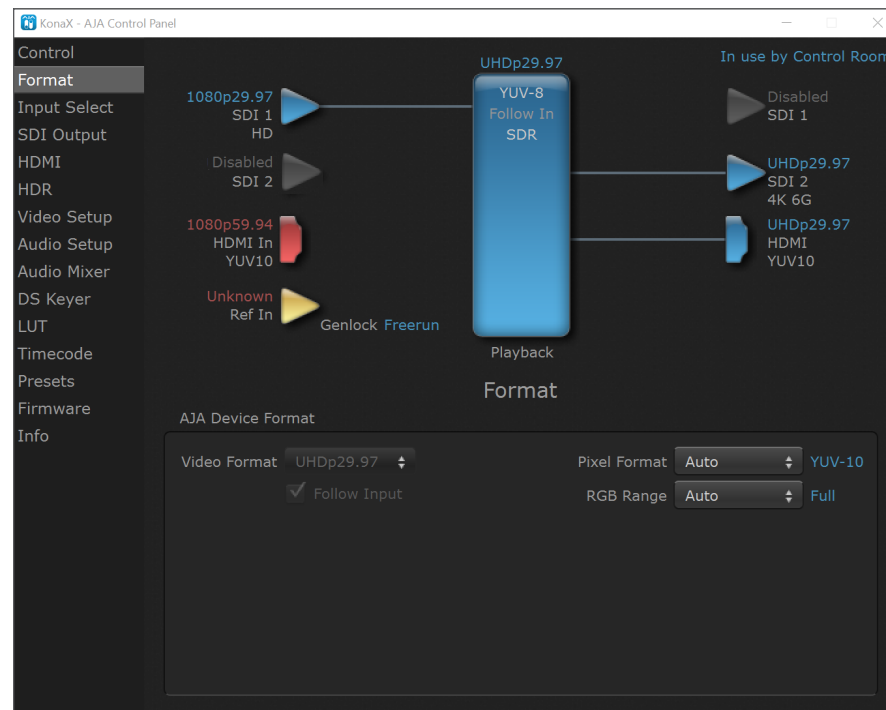 KonaX - AJA Control Panel
Control
Format
Input Select
SDI Output
HDMI
HDR
Video Setup
Audio Setup
Audio Mixer
DS Keyer
LUT
Timecode
Presets
Firmware
Info
1080p29.97
SDI 1
HD
Disabled
SDI 2
1080p59.94
HDMI In
YUV10
Unknown
Ref In
Genlock Freerun
UHDp29.97
YUV-8
Follow In
SDR
Playback
In use by Control Room
Disabled
SDI 1
UHDp29.97
SDI 2
4K 6G
UHDp29.97
HDMI
YUV10
Format
AJA Device Format
Video Format UHDp29.97
Follow Input
Pixel Format Auto YUV-10
RGB Range Auto Full